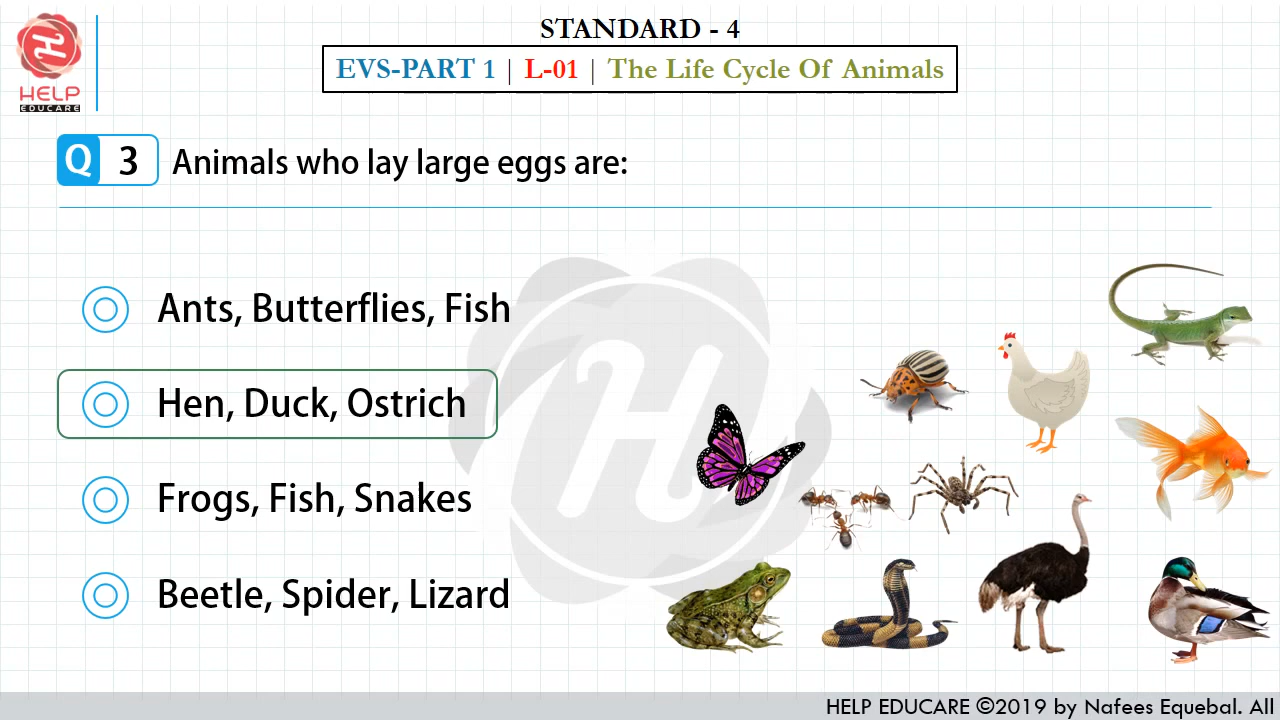 STANDARD - 4
HELP
EDUCARE
EVS-PART 1 | L-01 | The Life Cycle Of Animals
Q 3 Animals who lay large eggs are:
Ants, Butterflies, Fish
Hen, Duck, Ostrich
Frogs, Fish, Snakes
Beetle, Spider, Lizard
HELP EDUCARE ©2019 by Nafees Equebal. All